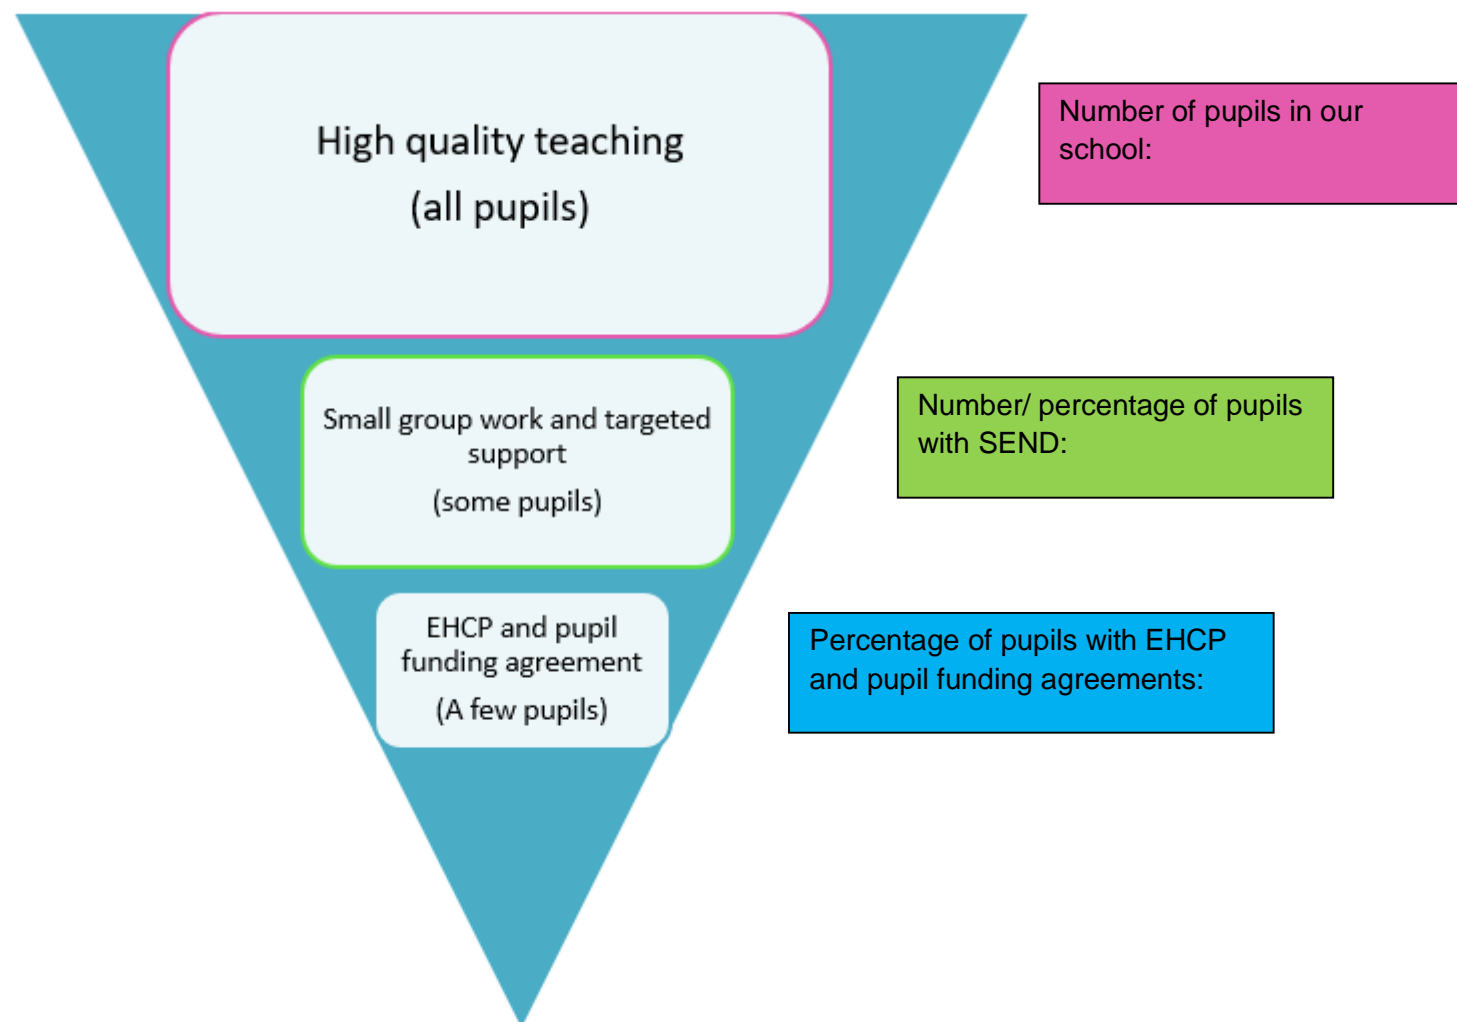 High quality teaching
(all pupils)
Number of pupils in our
school:
Small group work and targeted
support
(some pupils)
Number/ percentage of pupils
with SEND:
EHCP and pupil
funding agreement
(A few pupils)
Percentage of pupils with EHCP
and pupil funding agreements: